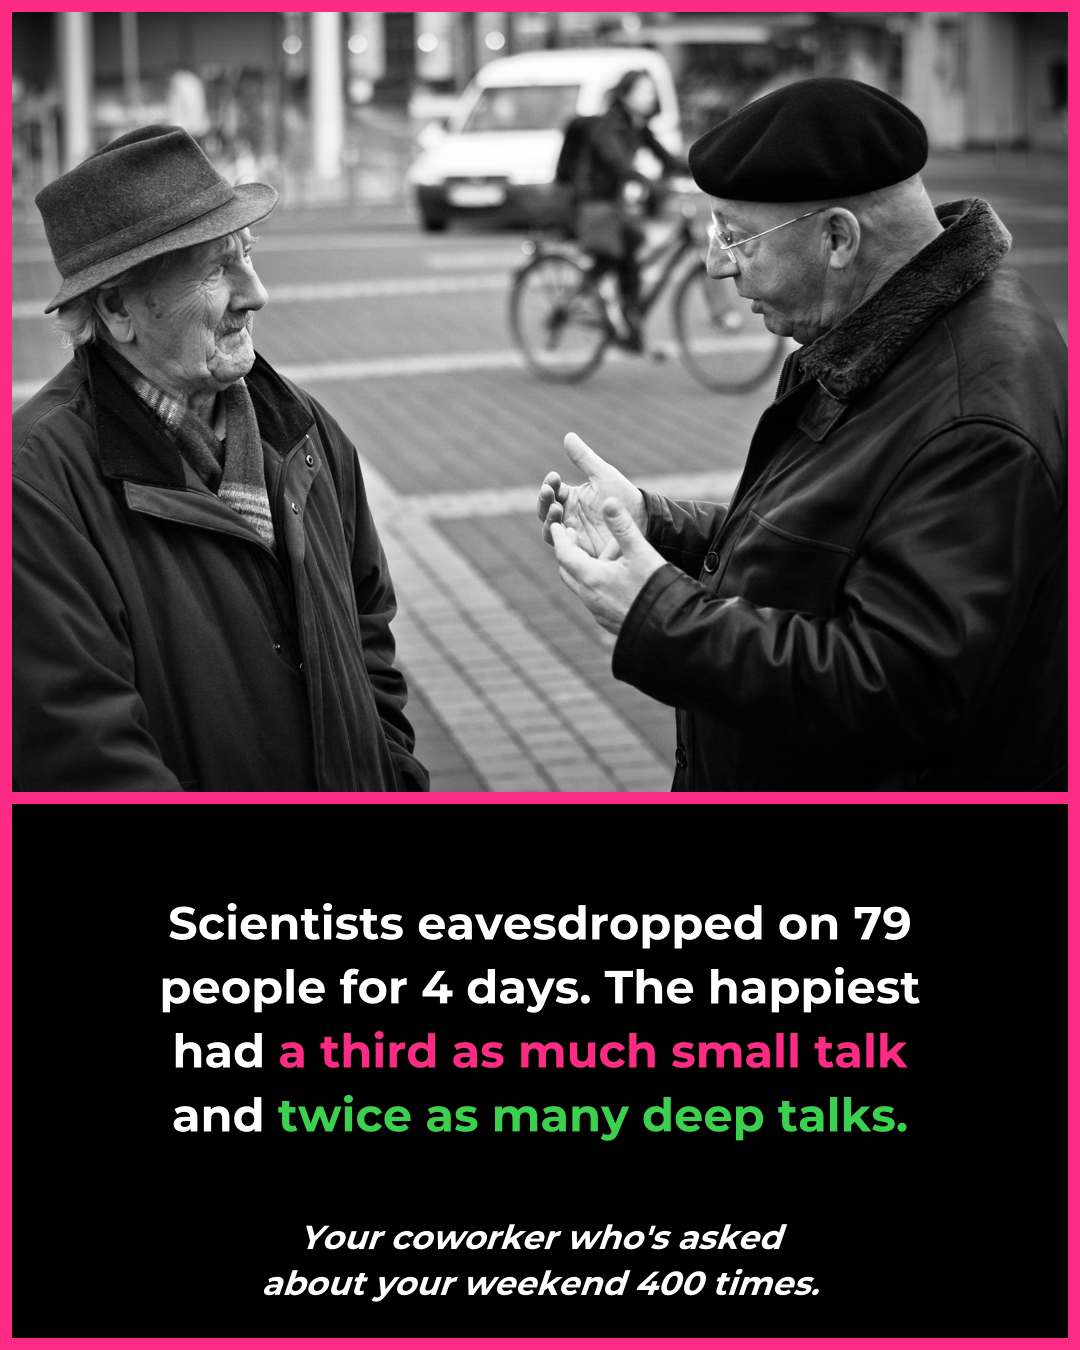 Scientists eavesdropped on 79
people for 4 days. The happiest
had a third as much small talk
and twice as many deep talks.
Your coworker who's asked
about your weekend 400 times.